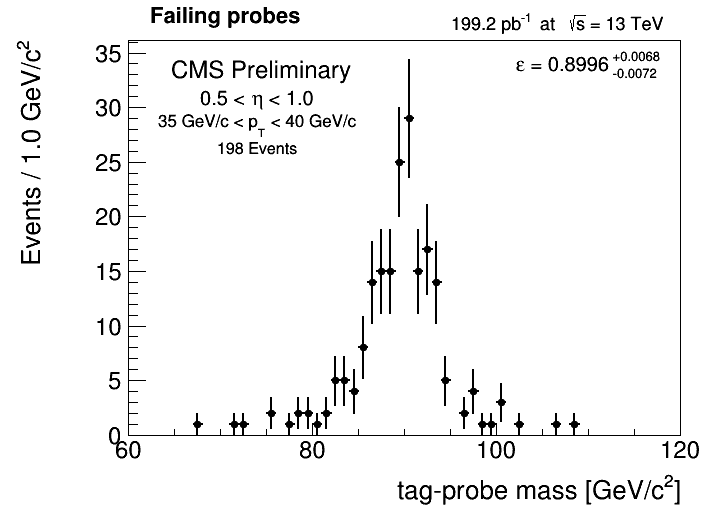 Failing probes
199.2 pb⁻¹ at √s = 13 TeV
CMS Preliminary
0.5 < η < 1.0
35 GeV/c < p_T < 40 GeV/c
198 Events
ε = 0.8996 +0.0068 -0.0072
Events / 1.0 GeV/c²
35
30
25
20
15
10
5
0
60
80
100
120
tag-probe mass [GeV/c²]